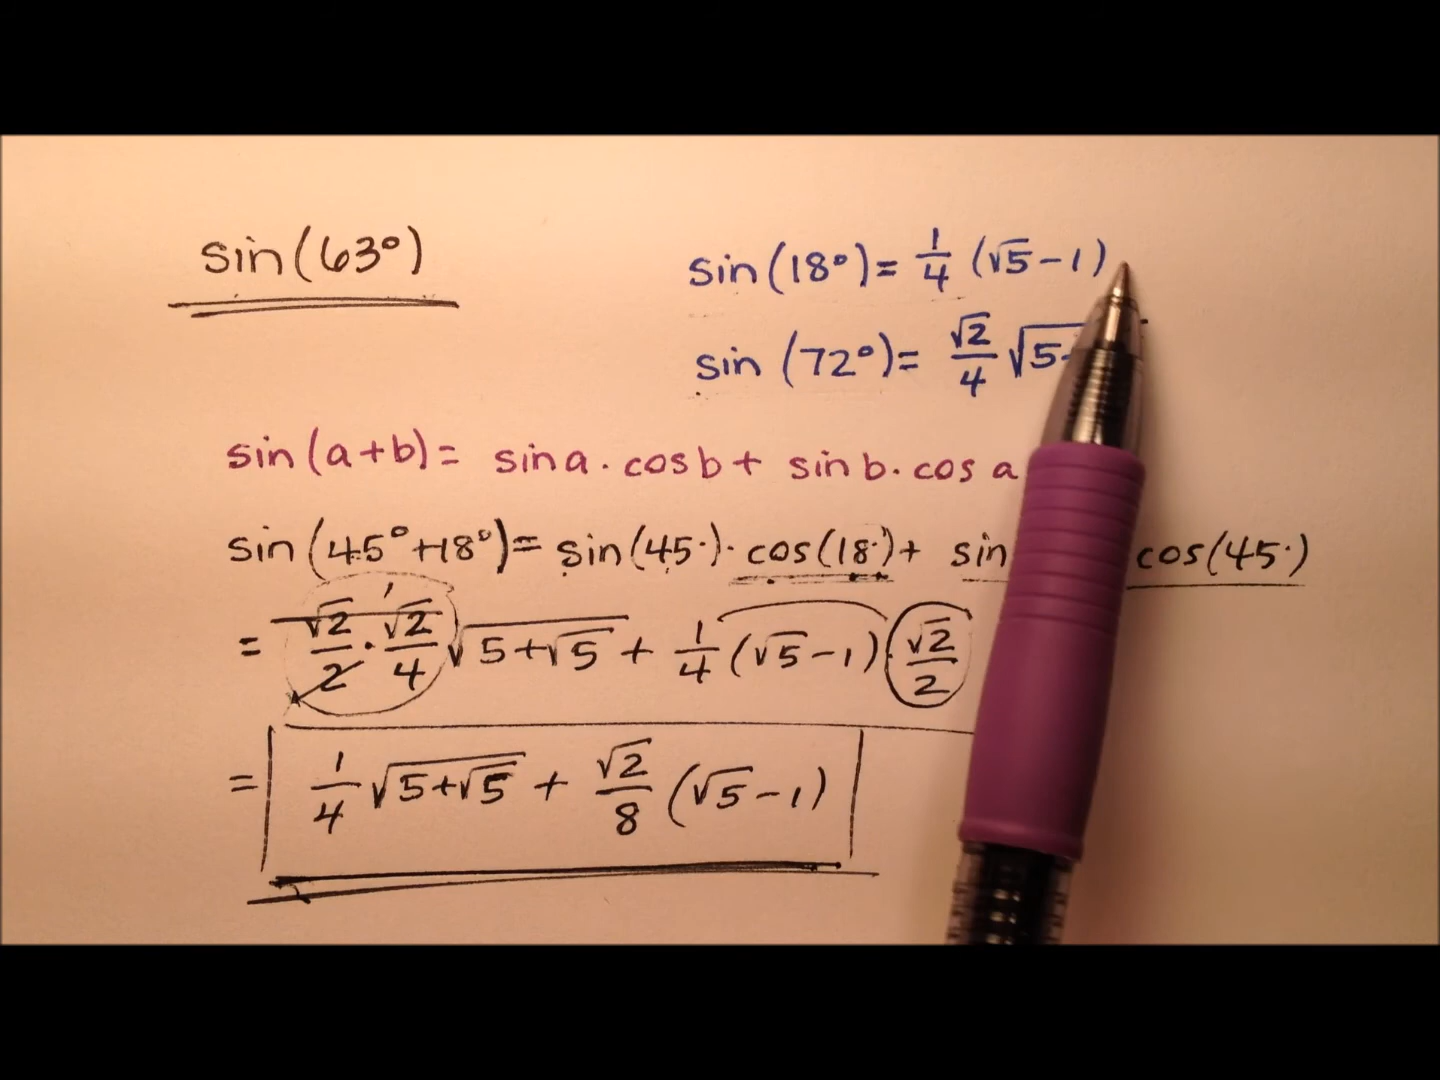 sin(63°)
sin(18°) = 1/4 (√5 - 1)
sin(72°) = √2/4 √5
sin(a+b) = sin a · cos b + sin b · cos a
sin(45° + 18°) = sin(45°) · cos(18°) + sin cos(45°)
= √2/2 · √2/4 √(5+√5) + 1/4 (√5 - 1) · √2/2
= 1/4 √(5+√5) + √2/8 (√5 - 1)